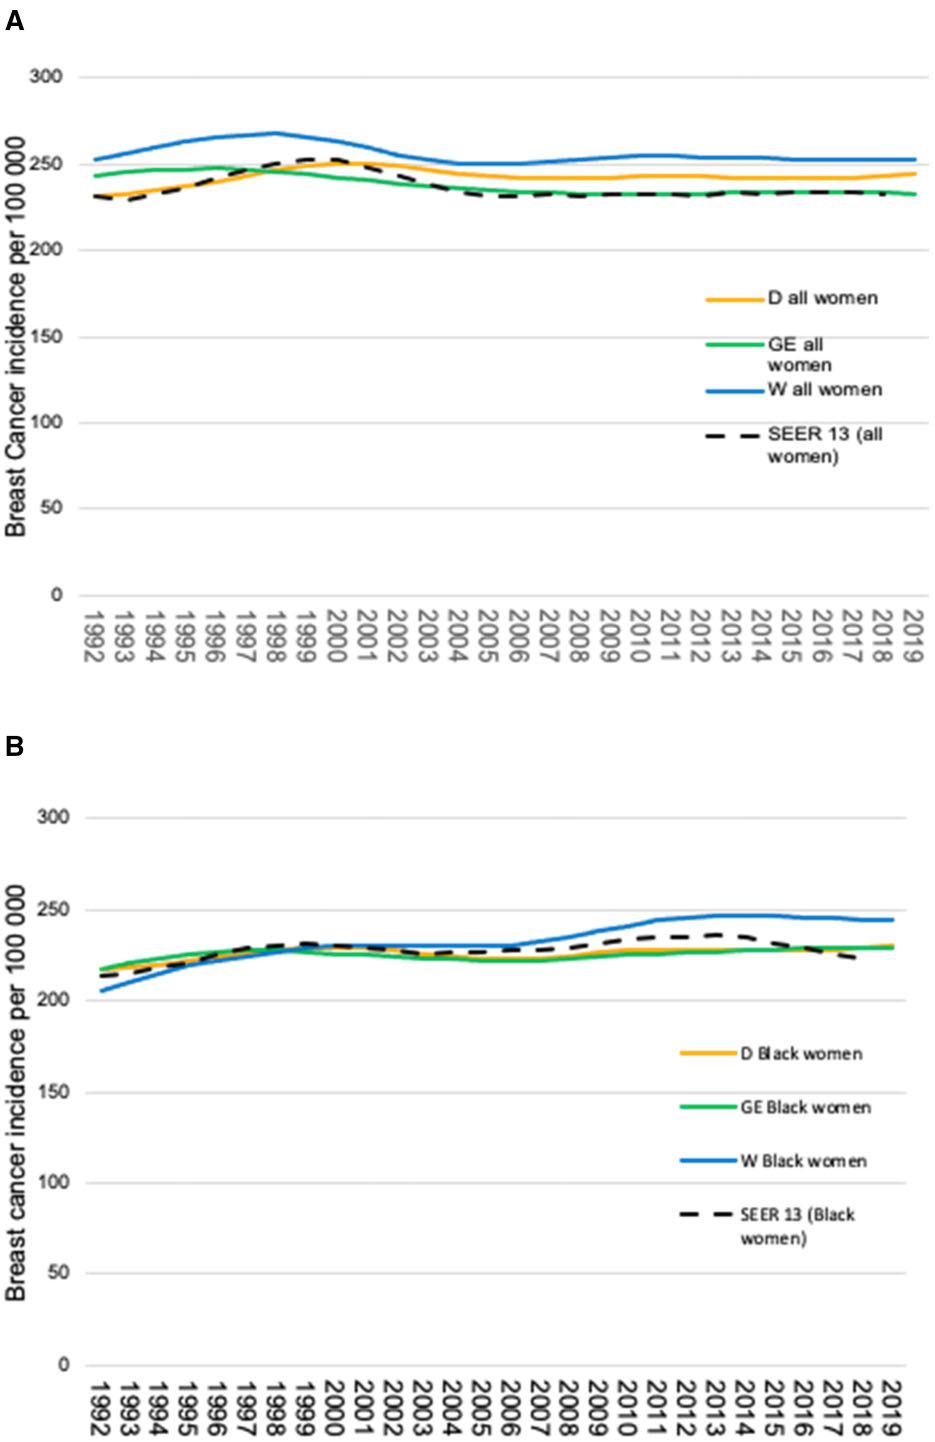 A
300
250
200
150
100
50
0
Breast Cancer incidence per 100 000
D all women
GE all
women
W all women
SEER 13 (all
women)
1992 1993 1994 1995 1996 1997 1998 1999 2000 2001 2002 2003 2004 2005 2006 2007 2008 2009 2010 2011 2012 2013 2014 2015 2016 2017 2018 2019
B
300
250
200
150
100
50
0
Breast cancer incidence per 100 000
D Black women
GE Black women
W Black women
SEER 13 (Black
women)
1992 1993 1994 1995 1996 1997 1998 1999 2000 2001 2002 2003 2004 2005 2006 2007 2008 2009 2010 2011 2012 2013 2014 2015 2016 2017 2018 2019